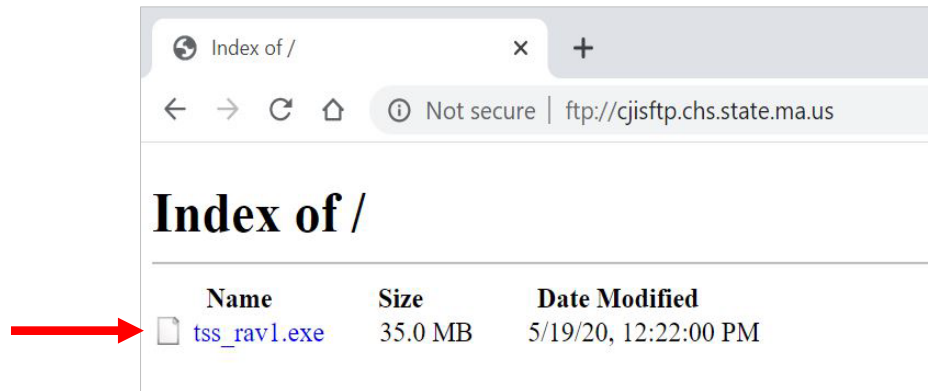 Index of /
Not secure | ftp://cjisftp.chs.state.ma.us
Index of /
Name Size Date Modified
tss_rav1.exe 35.0 MB 5/19/20, 12:22:00 PM